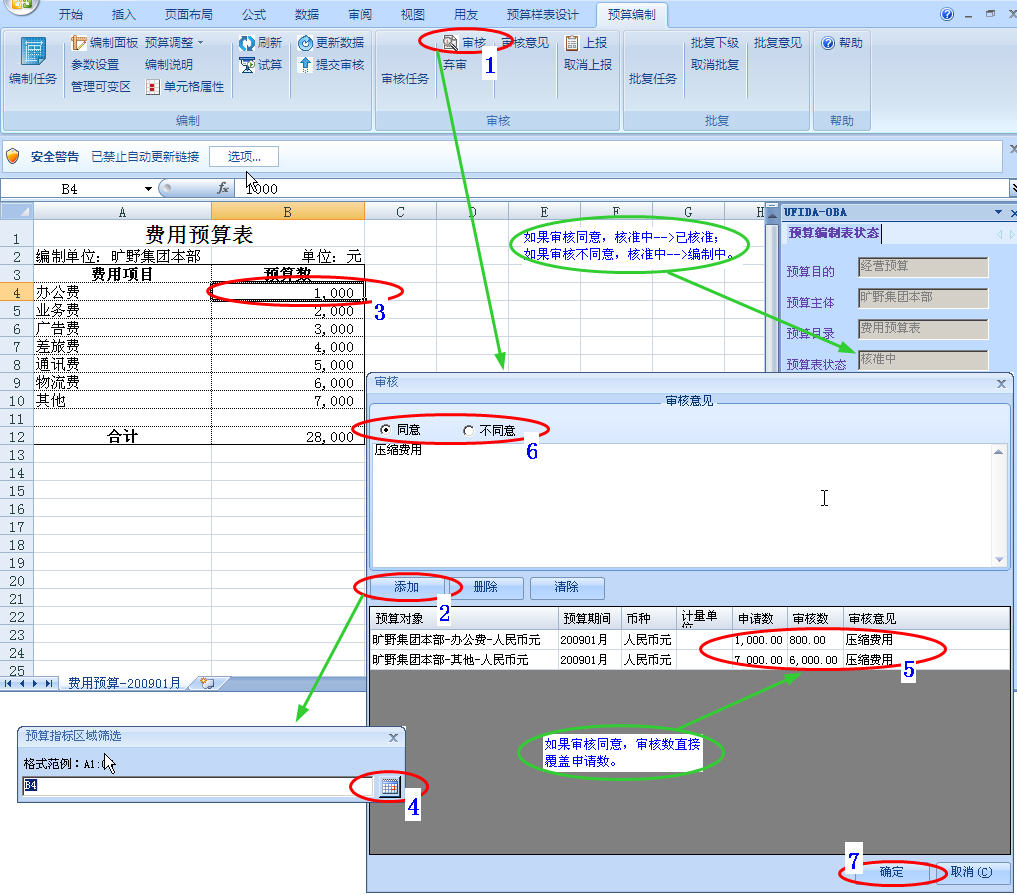 开始 插入 页面布局 公式 数据 审阅 视图 用友 预算样表设计 预算编制
编制任务 编制面板 预算调整 刷新 更新数据 审核任务 审核 审核意见 上报 批复任务 批复下级 批复意见 帮助
参数设置 编制说明 试算 提交审核 弃审 取消上报 取消批复
管理可变区 单元格属性
编制 审核 批复 帮助
1
安全警告 已禁止自动更新链接 选项...
B4 fx 1000
A B C D E F G H
UFIDA-OBA
预算编制表状态
预算目的 经营预算
预算主体 旷野集团本部
预算目录 费用预算表
预算表状态 核准中
如果审核同意，核准中-->已核准；
如果审核不同意，核准中-->编制中。
1 费用预算表
2 编制单位：旷野集团本部 单位：元
3 费用项目 预算数
4 办公费 1,000
5 业务费 2,000
6 广告费 3,000
7 差旅费 4,000
8 通讯费 5,000
9 物流费 6,000
10 其他 7,000
11
12 合计 28,000
13
14
15
16
17
18
19
20
21
22
23
24
25
3
费用预算-200901月
审核
审核意见
同意 不同意
6
压缩费用
添加 删除 清除
2
预算对象 预算期间 币种 计量单位 申请数 审核数 审核意见
旷野集团本部-办公费-人民币元 200901月 人民币元 1,000.00 800.00 压缩费用
旷野集团本部-其他-人民币元 200901月 人民币元 7,000.00 6,000.00 压缩费用
5
如果审核同意，审核数直接
覆盖申请数。
预算指标区域筛选
格式范例：A1:
B4
4
7
确定 取消(C)